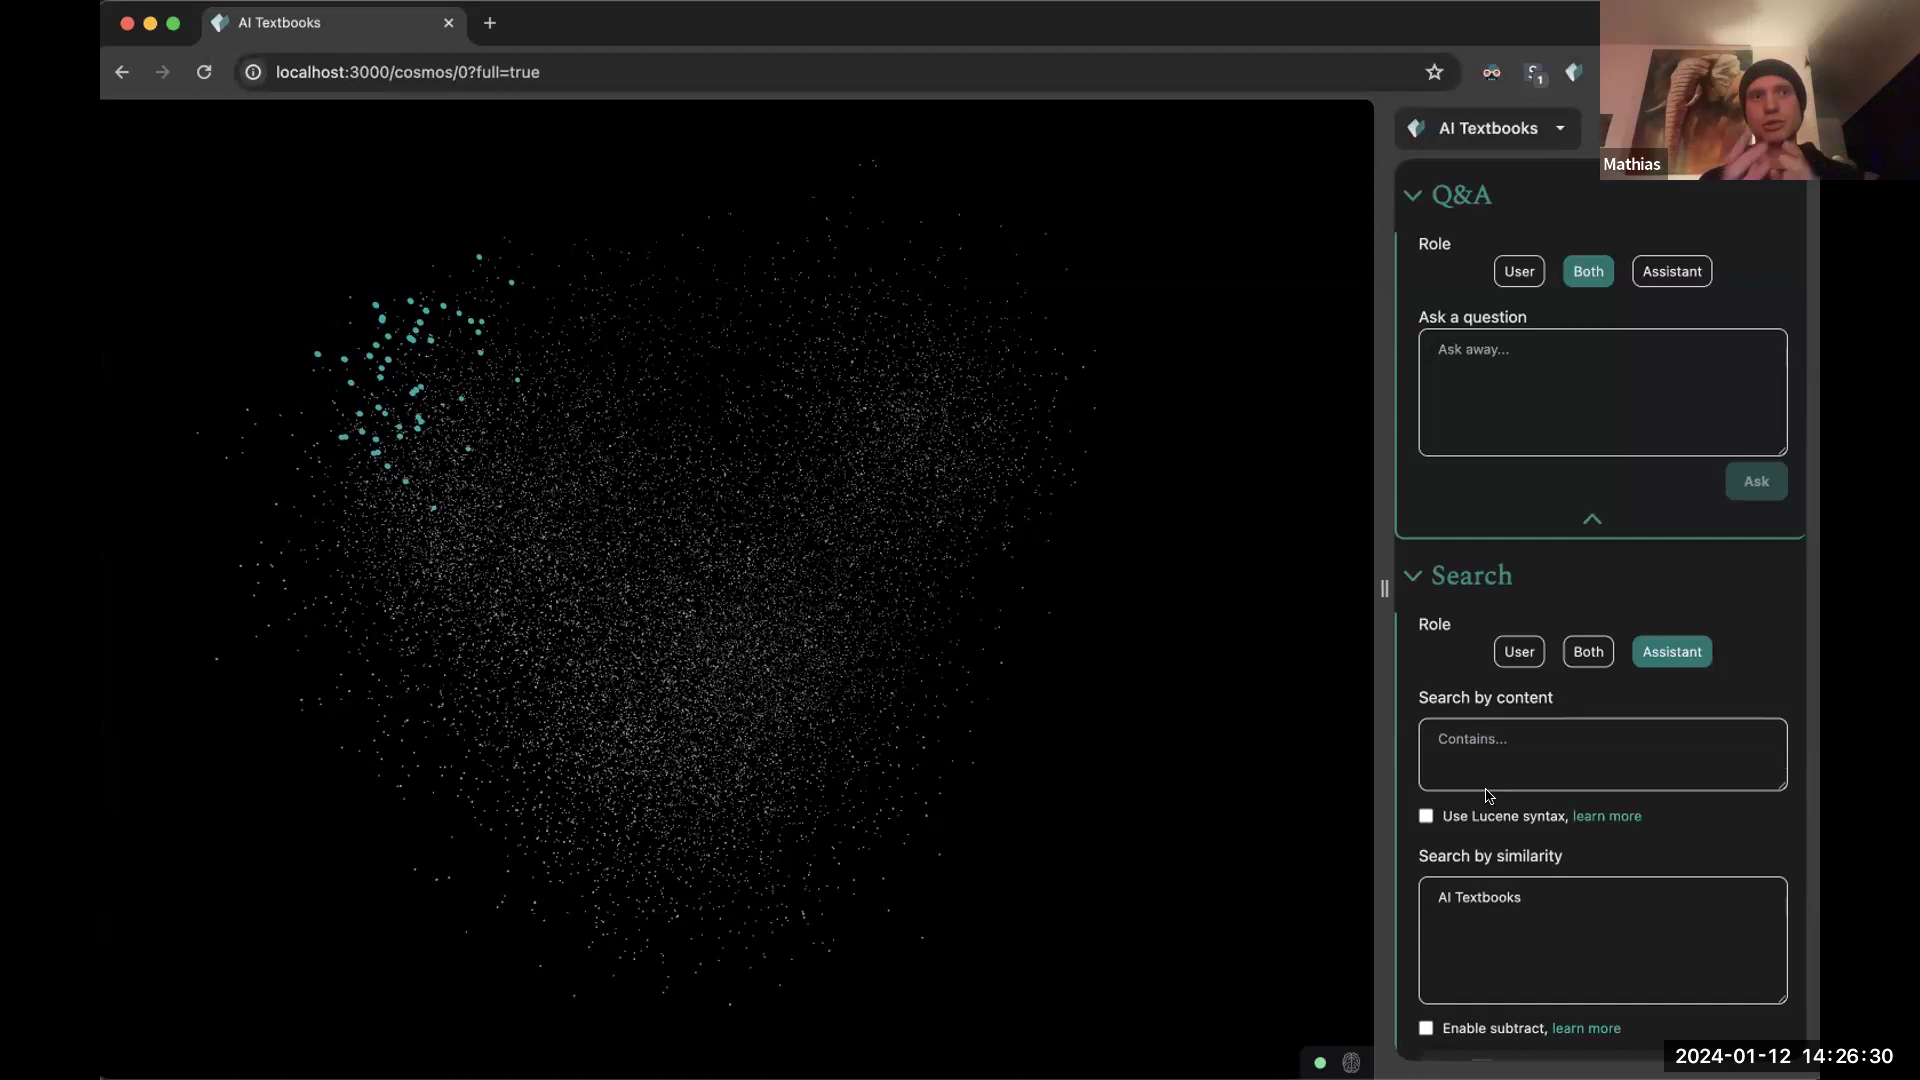 AI Textbooks
localhost:3000/cosmos/0?full=true
1
AI Textbooks
Mathias
Q&A
Role
User
Both
Assistant
Ask a question
Ask away...
Ask
Search
Role
User
Both
Assistant
Search by content
Contains...
Use Lucene syntax, learn more
Search by similarity
AI Textbooks
Enable subtract, learn more
2024-01-12 14:26:30